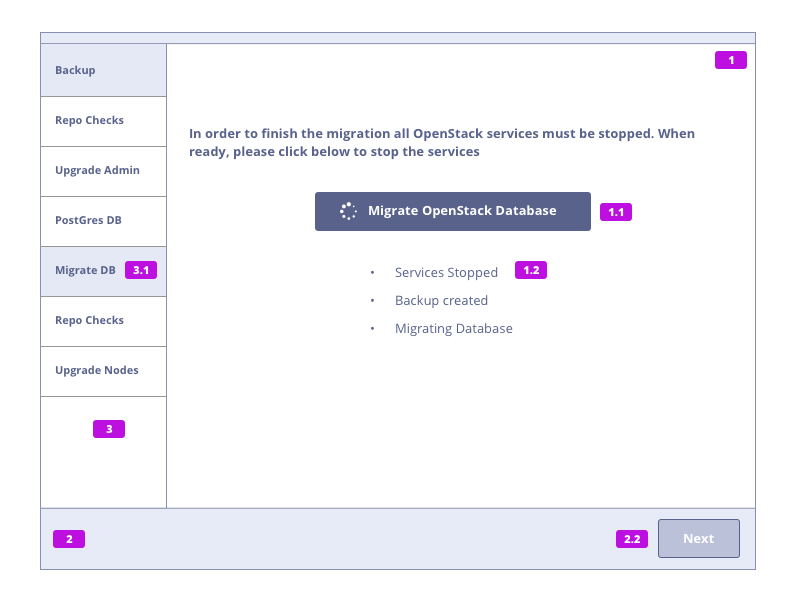 Backup
Repo Checks
Upgrade Admin
PostGres DB
Migrate DB 3.1
Repo Checks
Upgrade Nodes
3
1
In order to finish the migration all OpenStack services must be stopped. When
ready, please click below to stop the services
Migrate OpenStack Database 1.1
• Services Stopped 1.2
• Backup created
• Migrating Database
2
2.2 Next